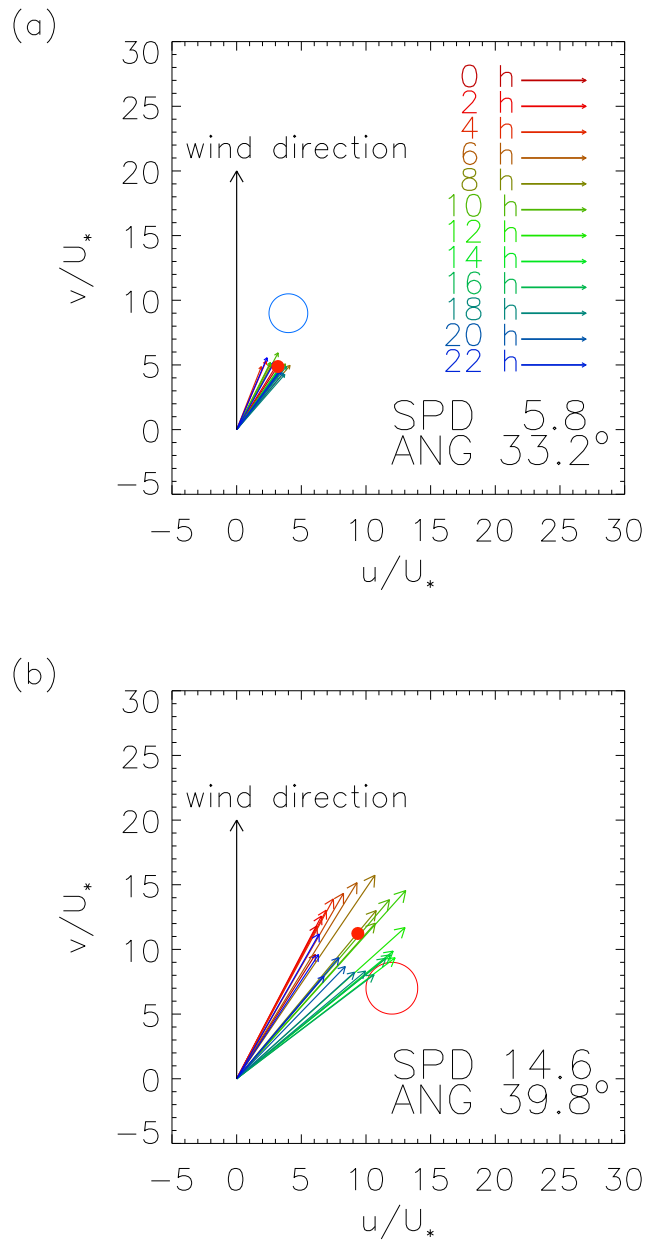 (a)
30
25
20
15
10
5
0
−5
v/U*
wind direction
0 h
2 h
4 h
6 h
8 h
10 h
12 h
14 h
16 h
18 h
20 h
22 h
SPD 5.8
ANG 33.2°
−5 0 5 10 15 20 25 30
u/U*
(b)
30
25
20
15
10
5
0
−5
v/U*
wind direction
SPD 14.6
ANG 39.8°
−5 0 5 10 15 20 25 30
u/U*